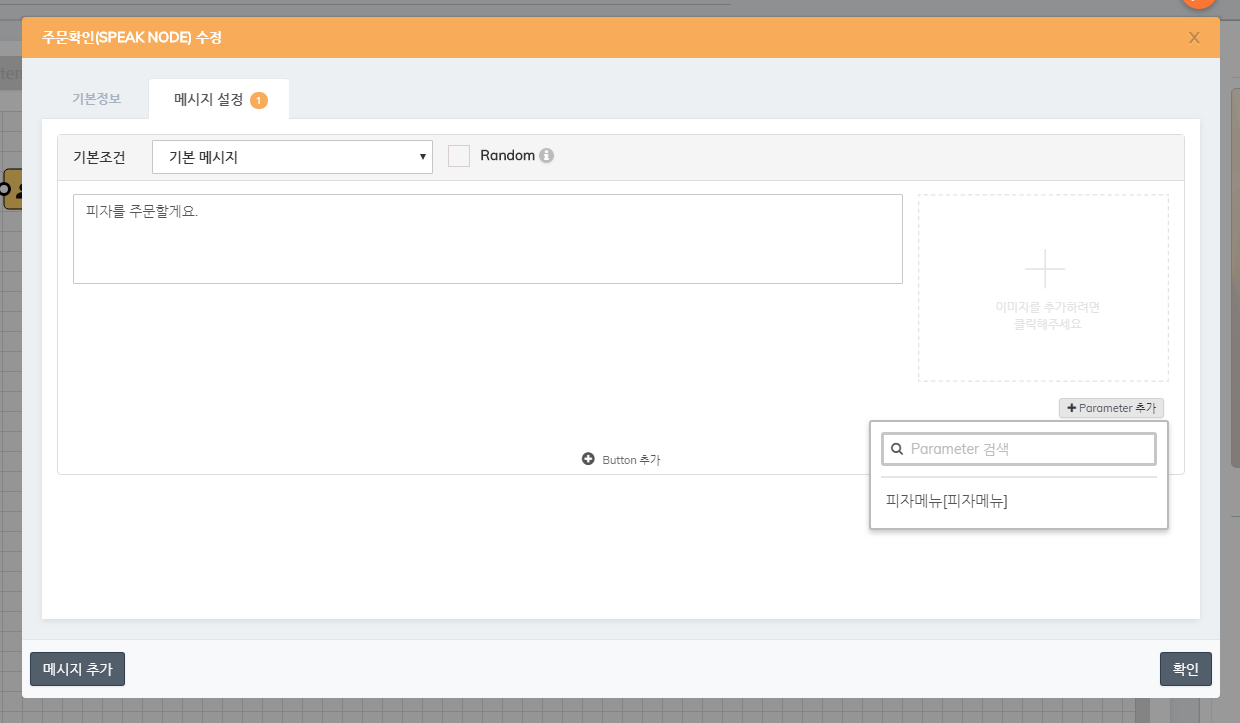 주문확인(SPEAK NODE) 수정
X
기본정보
메시지 설정 1
기본조건
기본 메시지
Random
피자를 주문할게요.
이미지를 추가하려면
클릭해주세요
Parameter 추가
Button 추가
Parameter 검색
피자메뉴[피자메뉴]
메시지 추가
확인